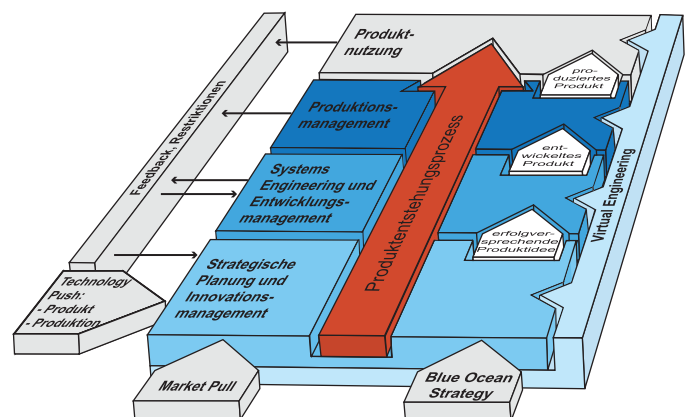 Produkt-
nutzung
pro-
duziertes
Produkt
Feedback, Restriktionen
Produktions-
management
Produktentstehungsprozess
ent-
wickeltes
Produkt
Virtual Engineering
Systems
Engineering und
Entwicklungs-
management
erfolgver-
sprechende
Produktidee
Strategische
Planung und
Innovations-
management
Technology
Push:
- Produkt
- Produktion
Market Pull
Blue Ocean
Strategy